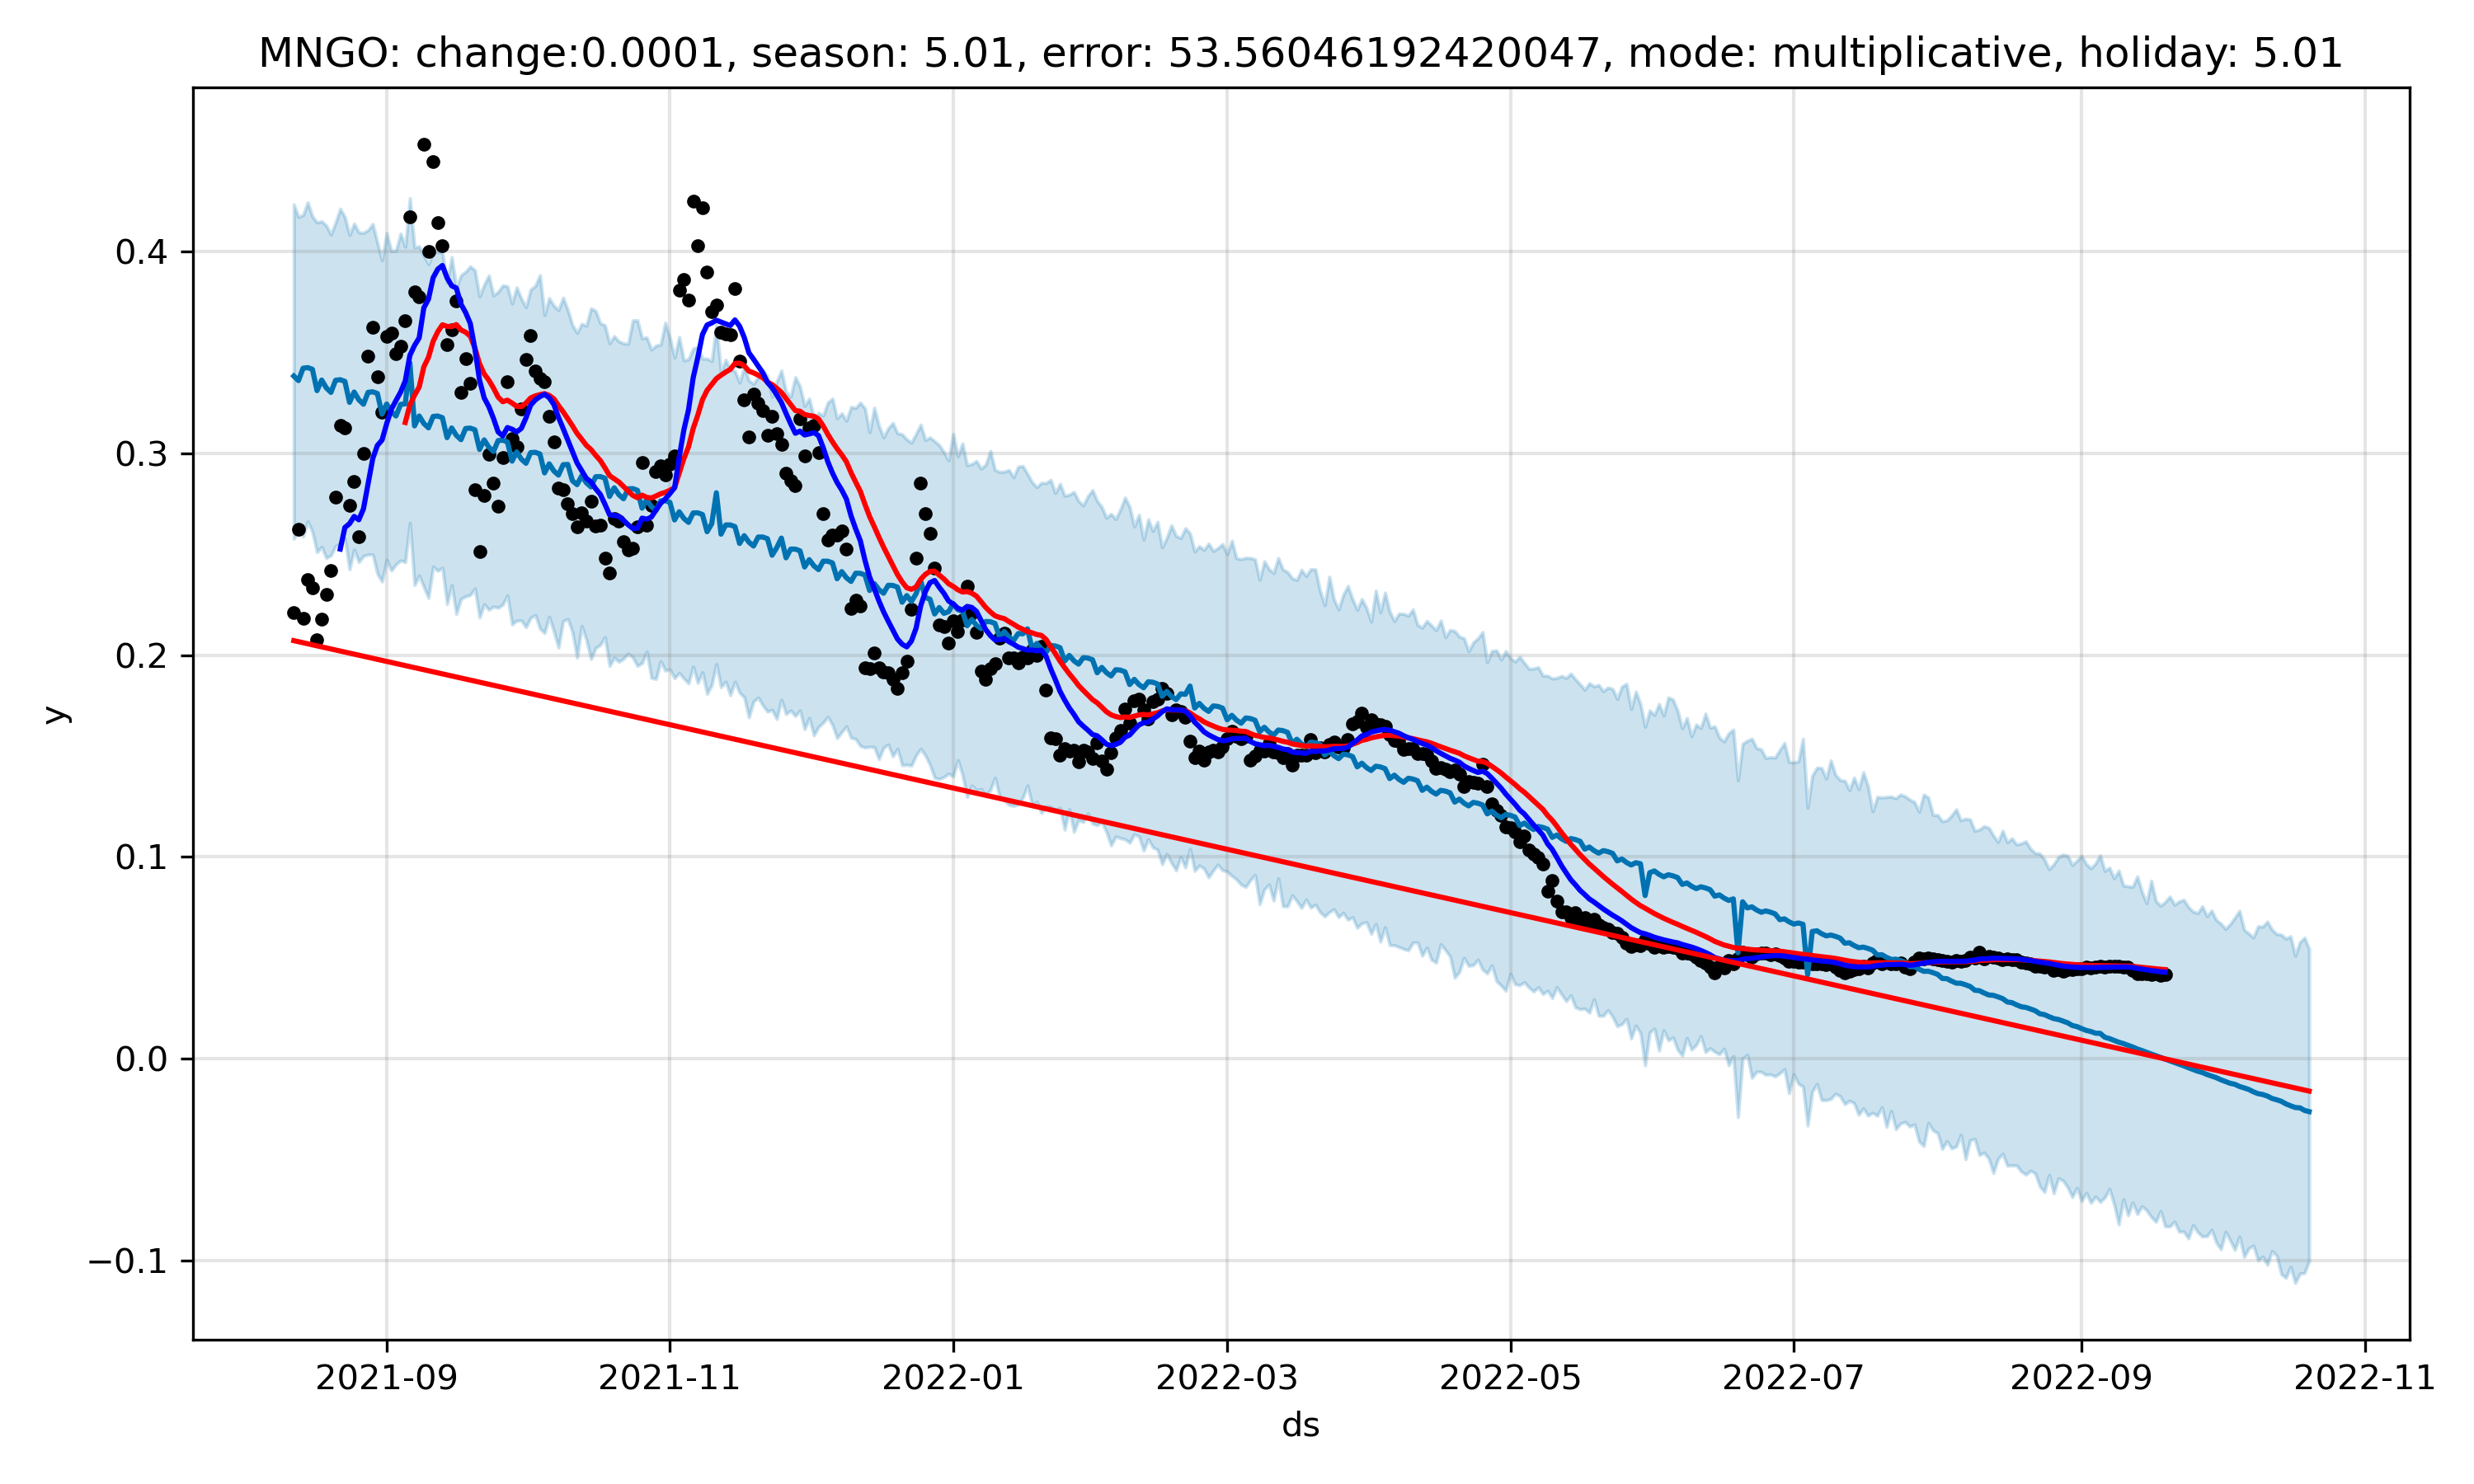 MNGO: change:0.0001, season: 5.01, error: 53.56046192420047, mode: multiplicative, holiday: 5.01
0.4
0.3
0.2
0.1
0.0
−0.1
y
2021-09 2021-11 2022-01 2022-03 2022-05 2022-07 2022-09 2022-11
ds